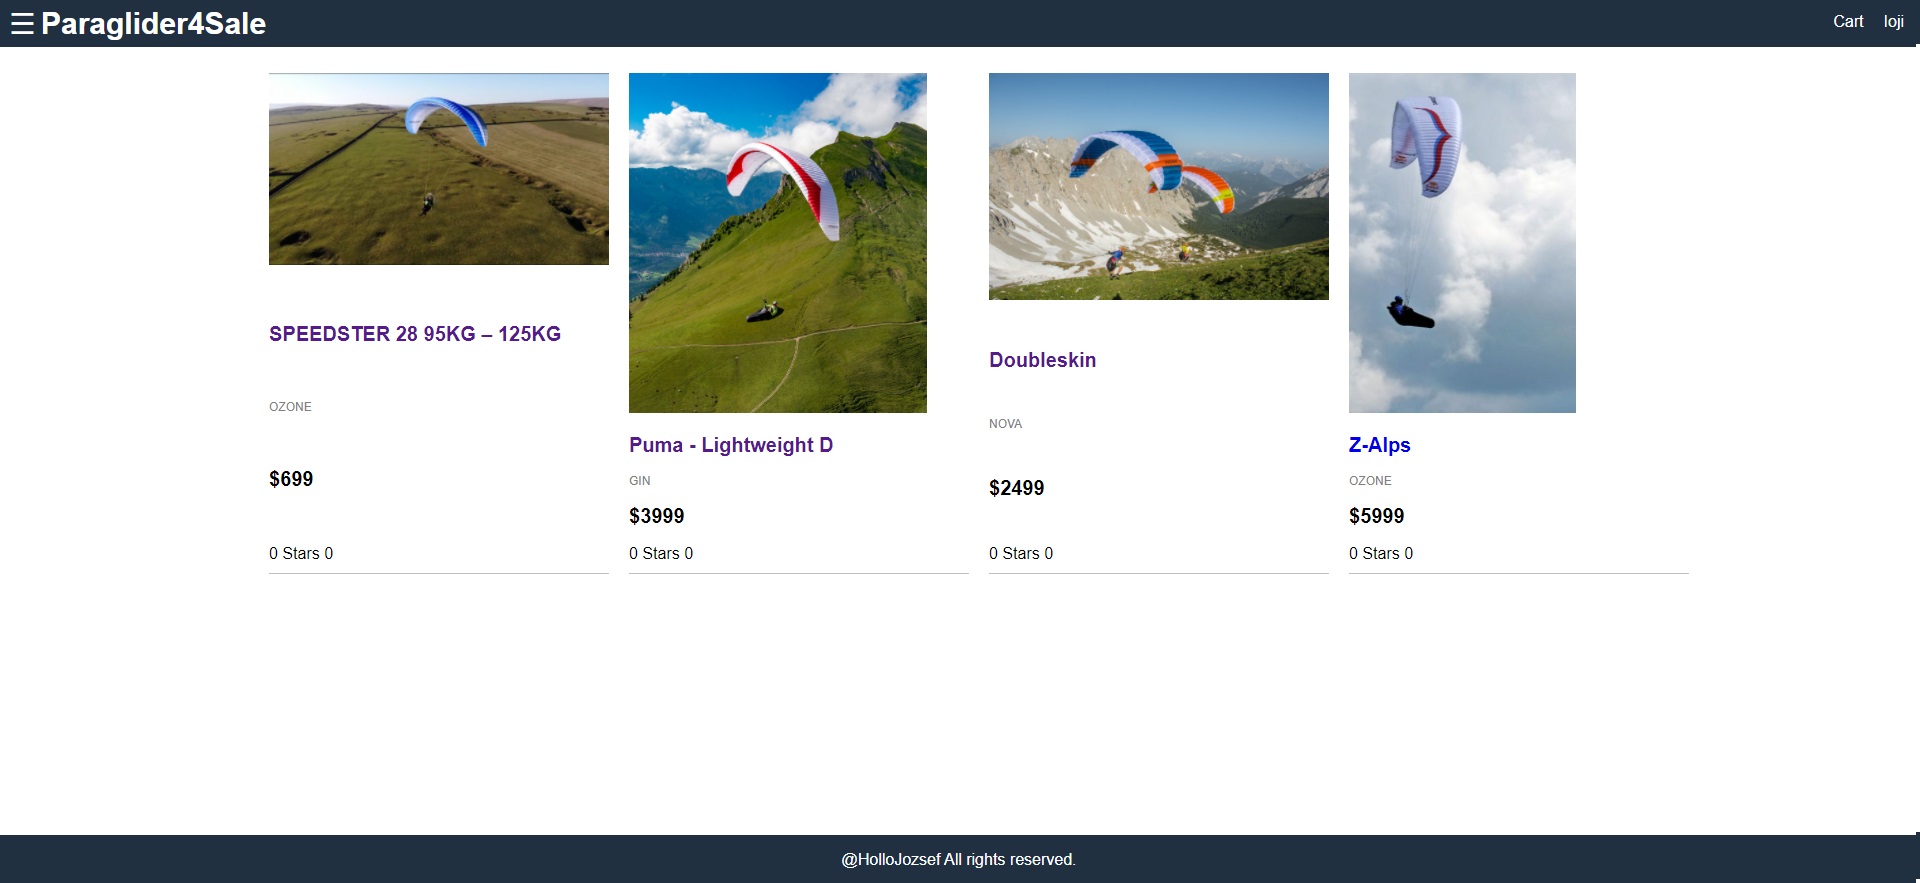 ☰ Paraglider4Sale
Cart loji
SPEEDSTER 28 95KG – 125KG
OZONE
$699
0 Stars 0
Puma - Lightweight D
GIN
$3999
0 Stars 0
Doubleskin
NOVA
$2499
0 Stars 0
Z-Alps
OZONE
$5999
0 Stars 0
@HolloJozsef All rights reserved.